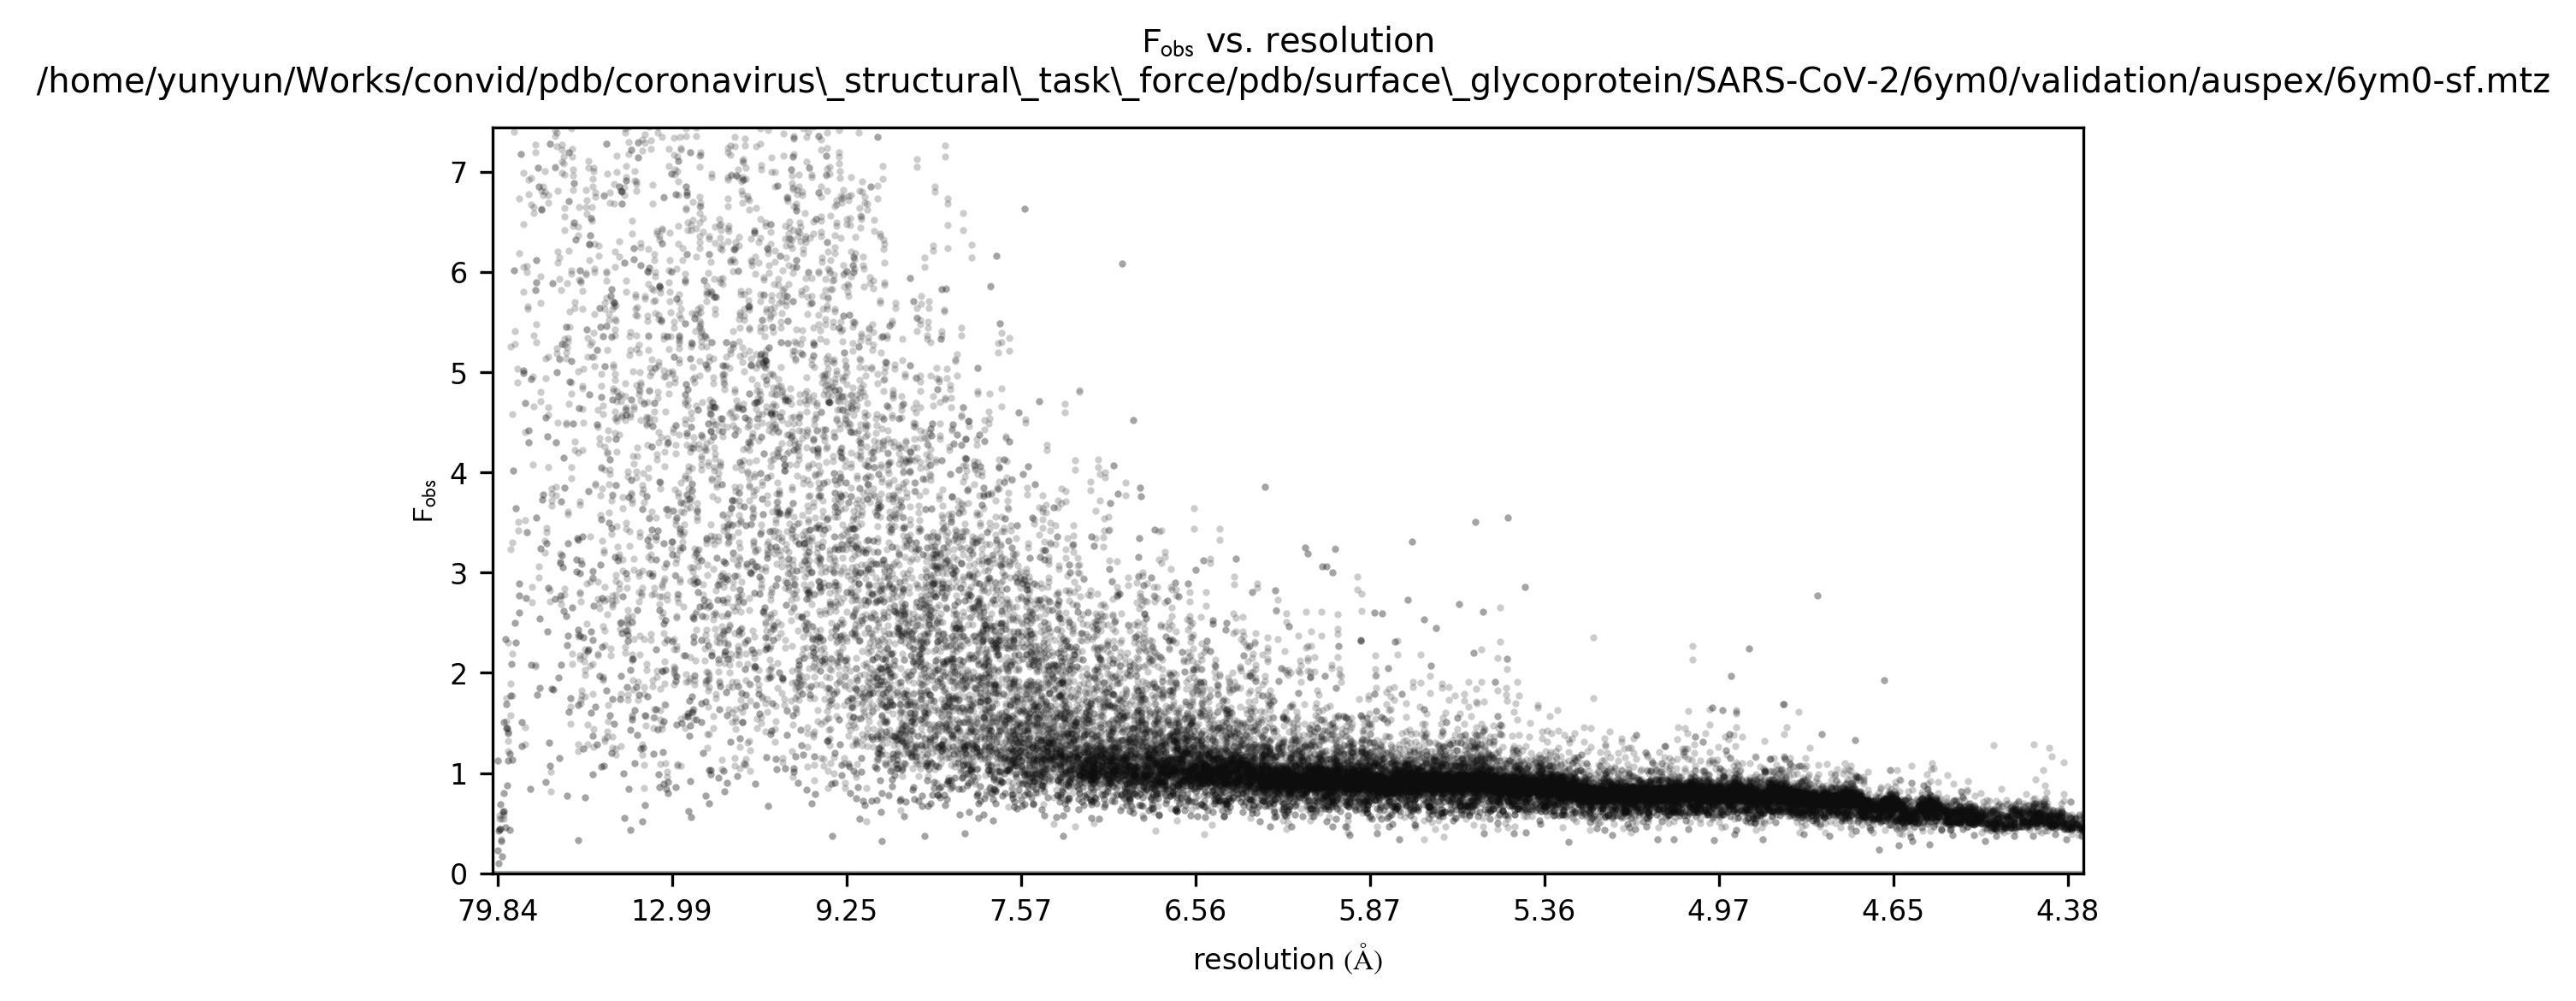 F_obs vs. resolution
/home/yunyun/Works/convid/pdb/coronavirus\_structural\_task\_force/pdb/surface\_glycoprotein/SARS-CoV-2/6ym0/validation/auspex/6ym0-sf.mtz
7
6
5
4
3
2
1
0
F_obs
79.84 12.99 9.25 7.57 6.56 5.87 5.36 4.97 4.65 4.38
resolution (Å)